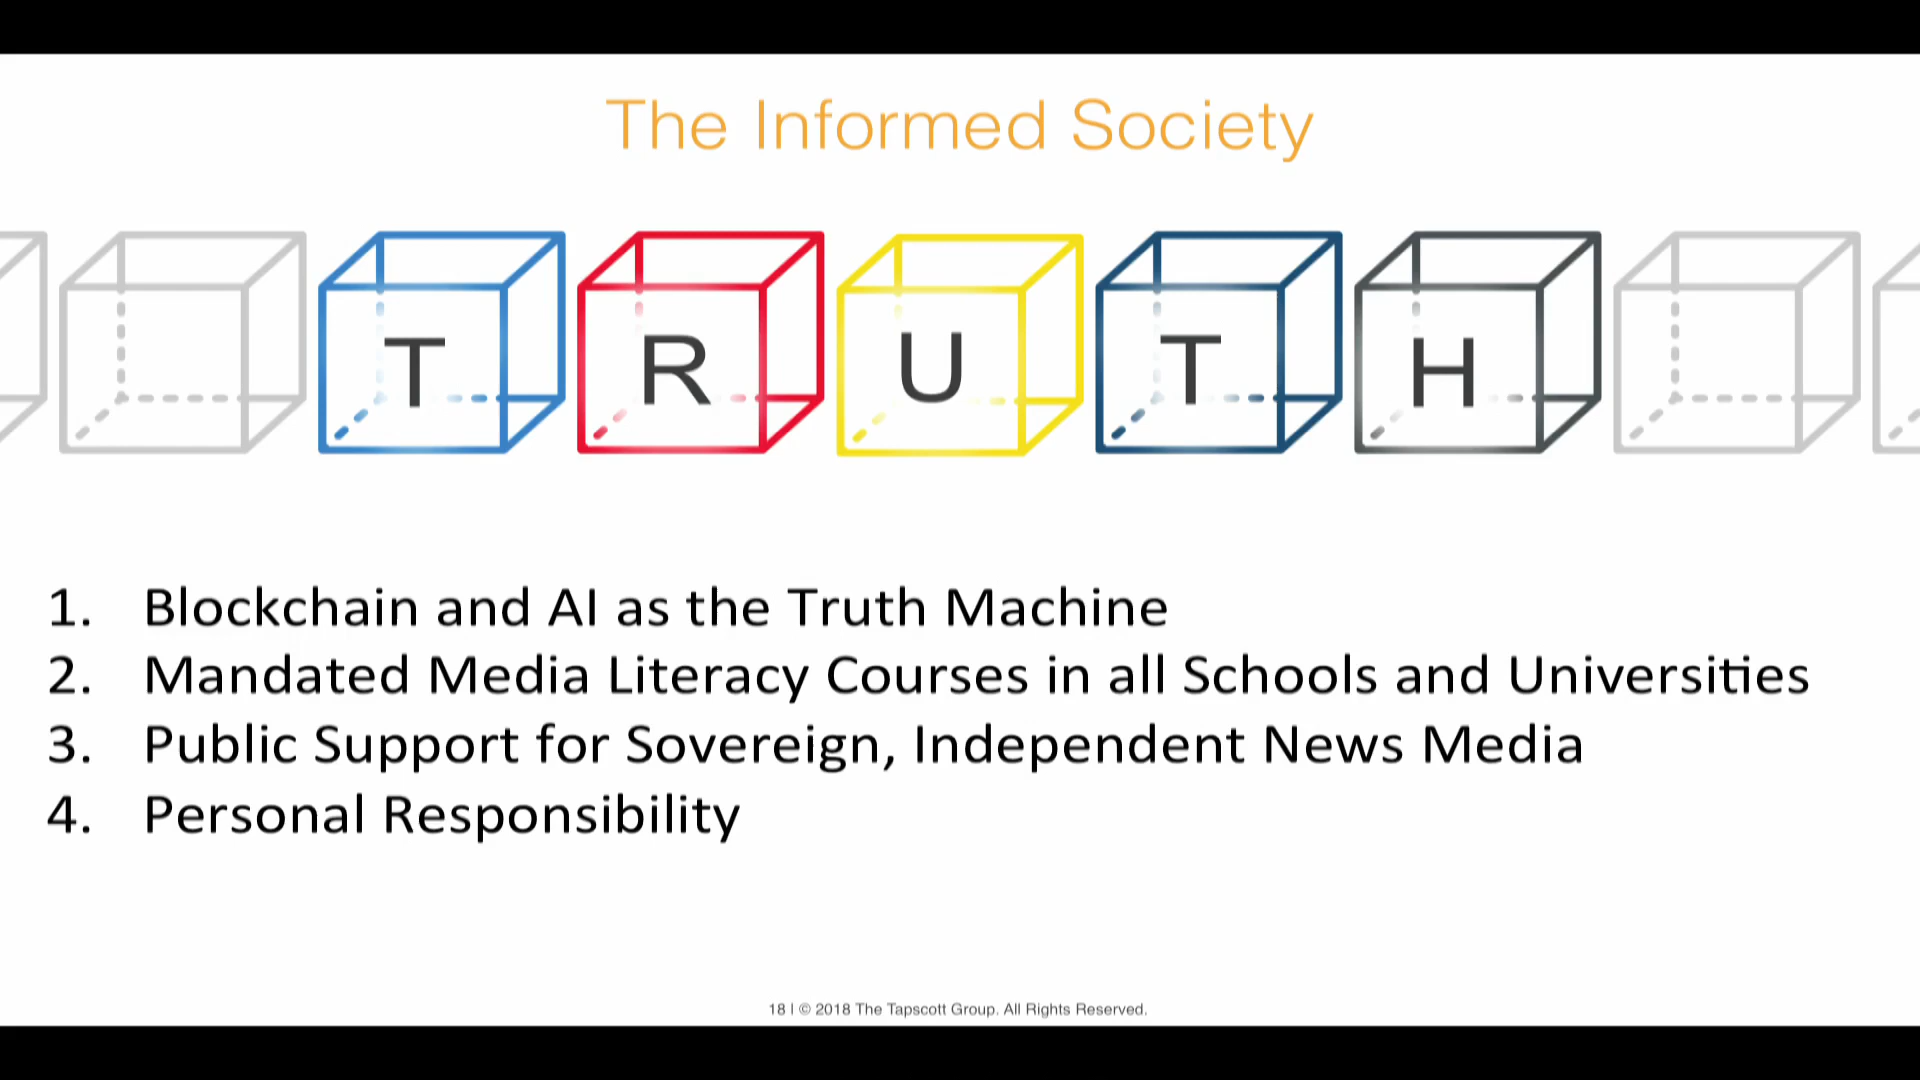 The Informed Society
T R U T H
1. Blockchain and AI as the Truth Machine
2. Mandated Media Literacy Courses in all Schools and Universities
3. Public Support for Sovereign, Independent News Media
4. Personal Responsibility
18 | © 2018 The Tapscott Group. All Rights Reserved.